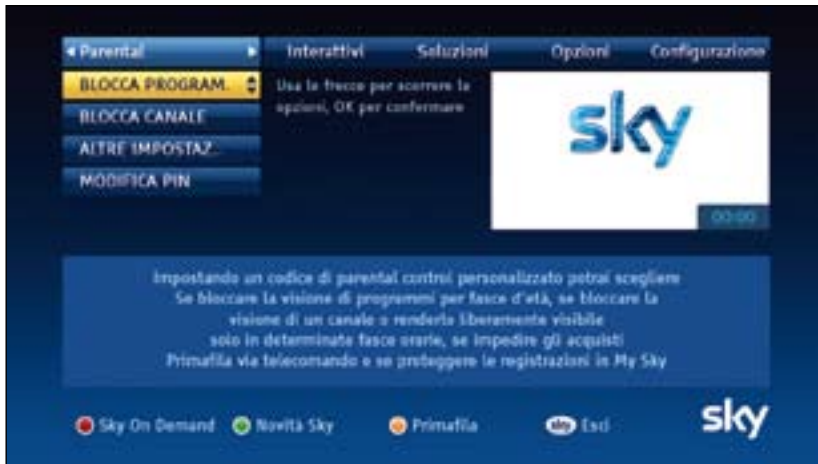 Parental Interattivi Soluzioni Opzioni Configurazione
BLOCCA PROGRAM. Usa le frecce per scorrere le
opzioni, OK per confermare
BLOCCA CANALE
ALTRE IMPOSTAZ.
MODIFICA PIN
sky
00:00
Impostando un codice di parental control personalizzato potrai scegliere
Se bloccare la visione di programmi per fasce d'età, se bloccare la
visione di un canale o renderlo liberamente visibile
solo in determinate fasce orarie, se impedire gli acquisti
Primafila via telecomando e se proteggere le registrazioni in My Sky
Sky On Demand Novità Sky Primafila sky Esci
sky